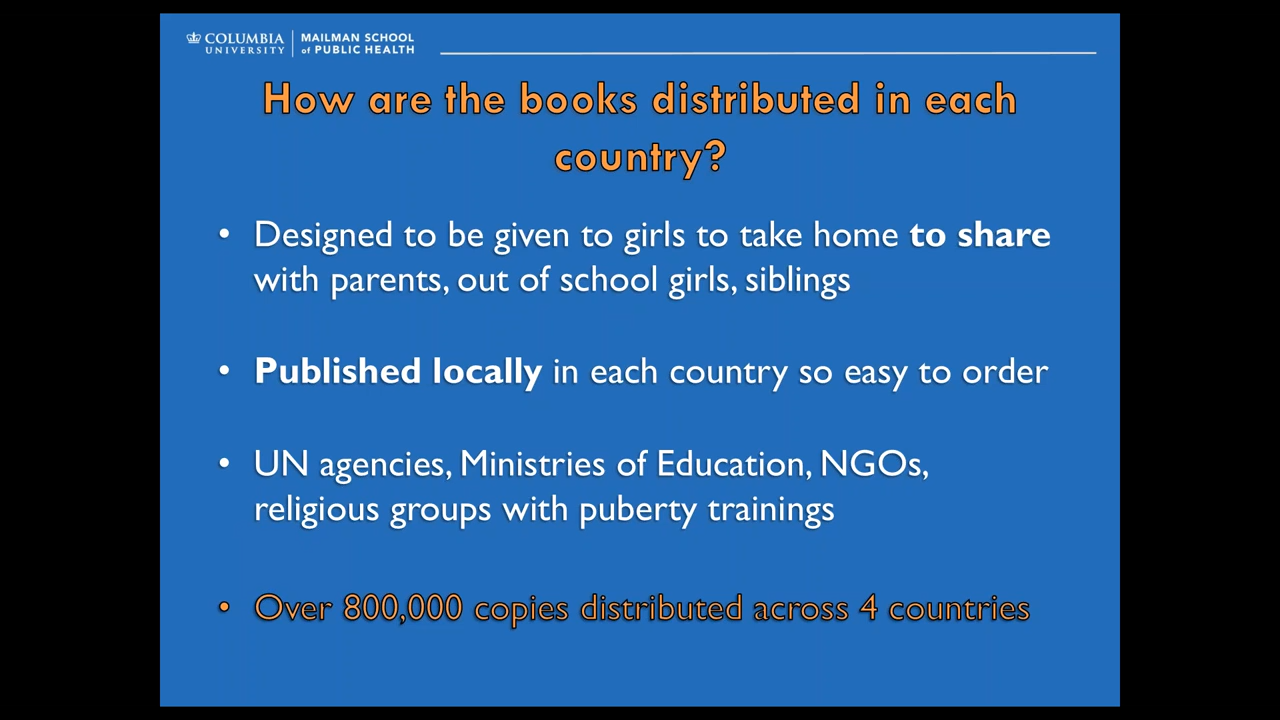 COLUMBIA UNIVERSITY
MAILMAN SCHOOL of PUBLIC HEALTH
How are the books distributed in each
country?
• Designed to be given to girls to take home to share
with parents, out of school girls, siblings
• Published locally in each country so easy to order
• UN agencies, Ministries of Education, NGOs,
religious groups with puberty trainings
• Over 800,000 copies distributed across 4 countries